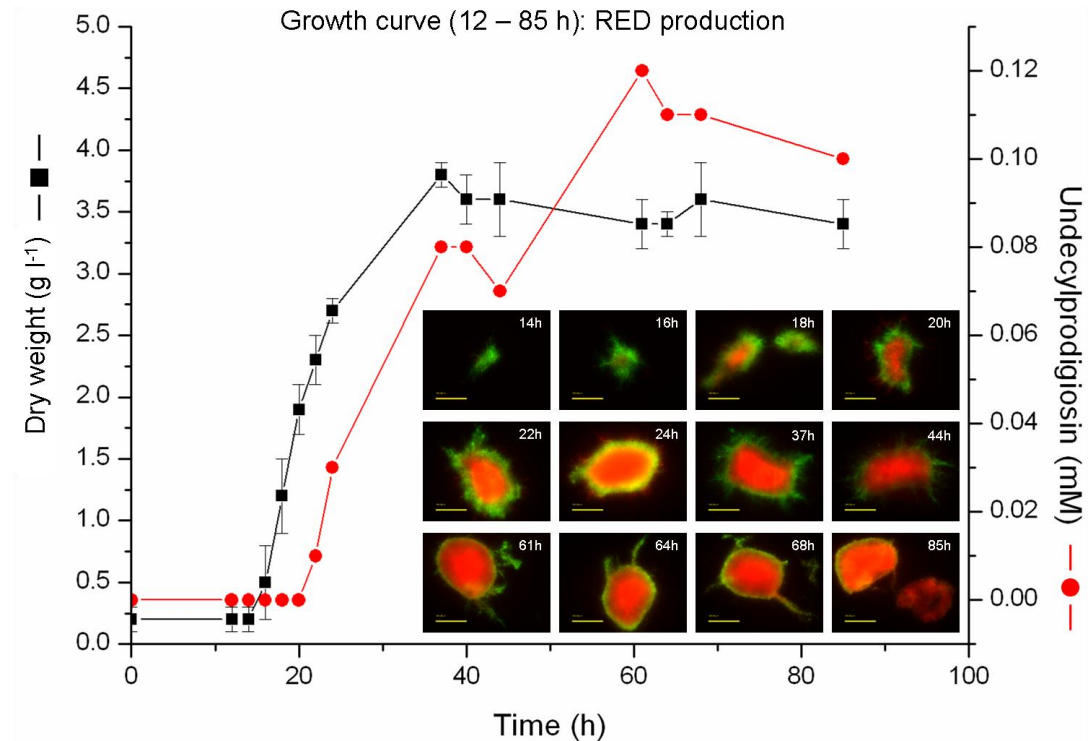 Growth curve (12 – 85 h): RED production
5.0
4.5
4.0
3.5
3.0
2.5
2.0
1.5
1.0
0.5
0.0
Dry weight (g l-1)
0.12
0.10
0.08
0.06
0.04
0.02
0.00
Undecylprodigiosin (mM)
14h
16h
18h
20h
22h
24h
37h
44h
61h
64h
68h
85h
0
20
40
60
80
100
Time (h)